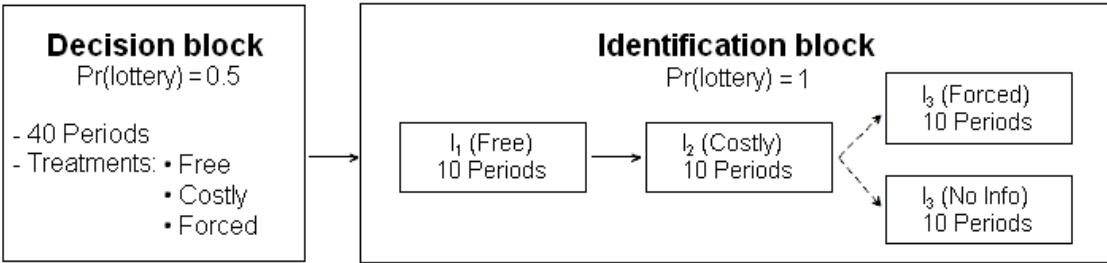 Decision block
Pr(lottery) = 0.5
- 40 Periods
- Treatments: • Free
• Costly
• Forced
Identification block
Pr(lottery) = 1
I₁ (Free)
10 Periods
I₂ (Costly)
10 Periods
I₃ (Forced)
10 Periods
I₃ (No Info)
10 Periods